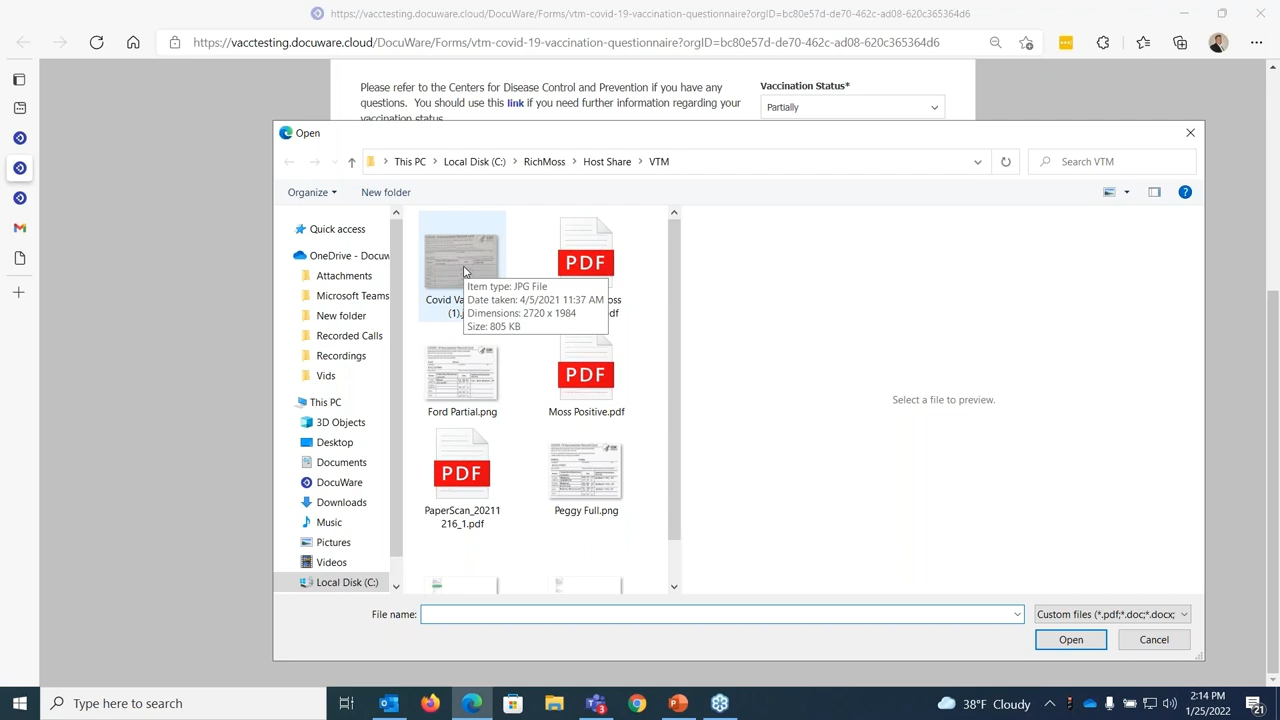 https://vacctesting.docuware.cloud/DocuWare/Forms/vtm-covid-19-vaccination-questionnaire?orgID=bc80e57d-de70-462c-ad08-620c365364d6
https://vacctesting.docuware.cloud/DocuWare/Forms/vtm-covid-19-vaccination-questionnaire?orgID=bc80e57d-de70-462c-ad08-620c365364d6
Please refer to the Centers for Disease Control and Prevention if you have any
questions. You should use this link if you need further information regarding your
vaccination status
Vaccination Status*
Partially
Open
This PC
Local Disk (C:)
RichMoss
Host Share
VTM
Search VTM
Organize
New folder
Quick access
OneDrive - Docuw
Attachments
Microsoft Teams
New folder
Recorded Calls
Recordings
Vids
This PC
3D Objects
Desktop
Documents
DocuWare
Downloads
Music
Pictures
Videos
Local Disk (C:)
PDF
Covid Va
(1).
oss
df
Item type: JPG File
Date taken: 4/5/2021 11:37 AM
Dimensions: 2720 x 1984
Size: 805 KB
Ford Partial.png
PDF
Moss Positive.pdf
PDF
PaperScan_20211
216_1.pdf
Peggy Full.png
Select a file to preview.
File name:
Custom files (*.pdf;*.doc;*.docx;
Open
Cancel
Type here to search
38°F Cloudy
2:14 PM
1/25/2022
21